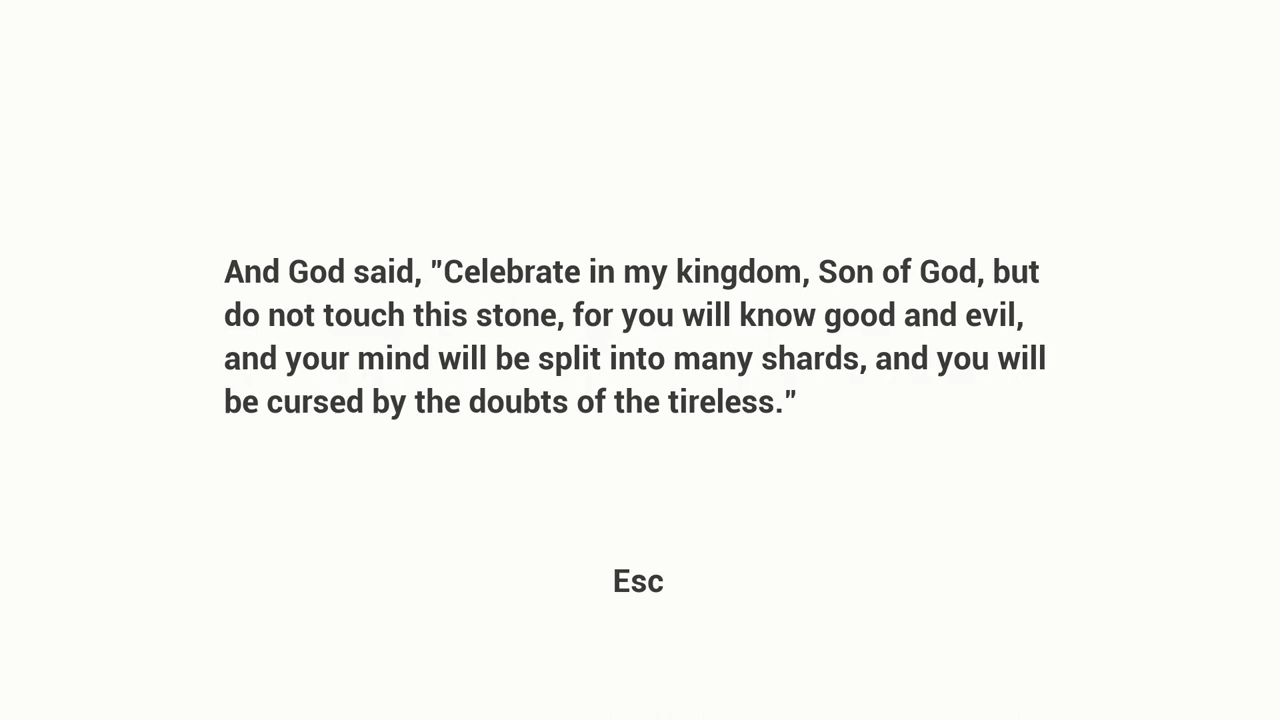 And God said, "Celebrate in my kingdom, Son of God, but
do not touch this stone, for you will know good and evil,
and your mind will be split into many shards, and you will
be cursed by the doubts of the tireless."
Esc